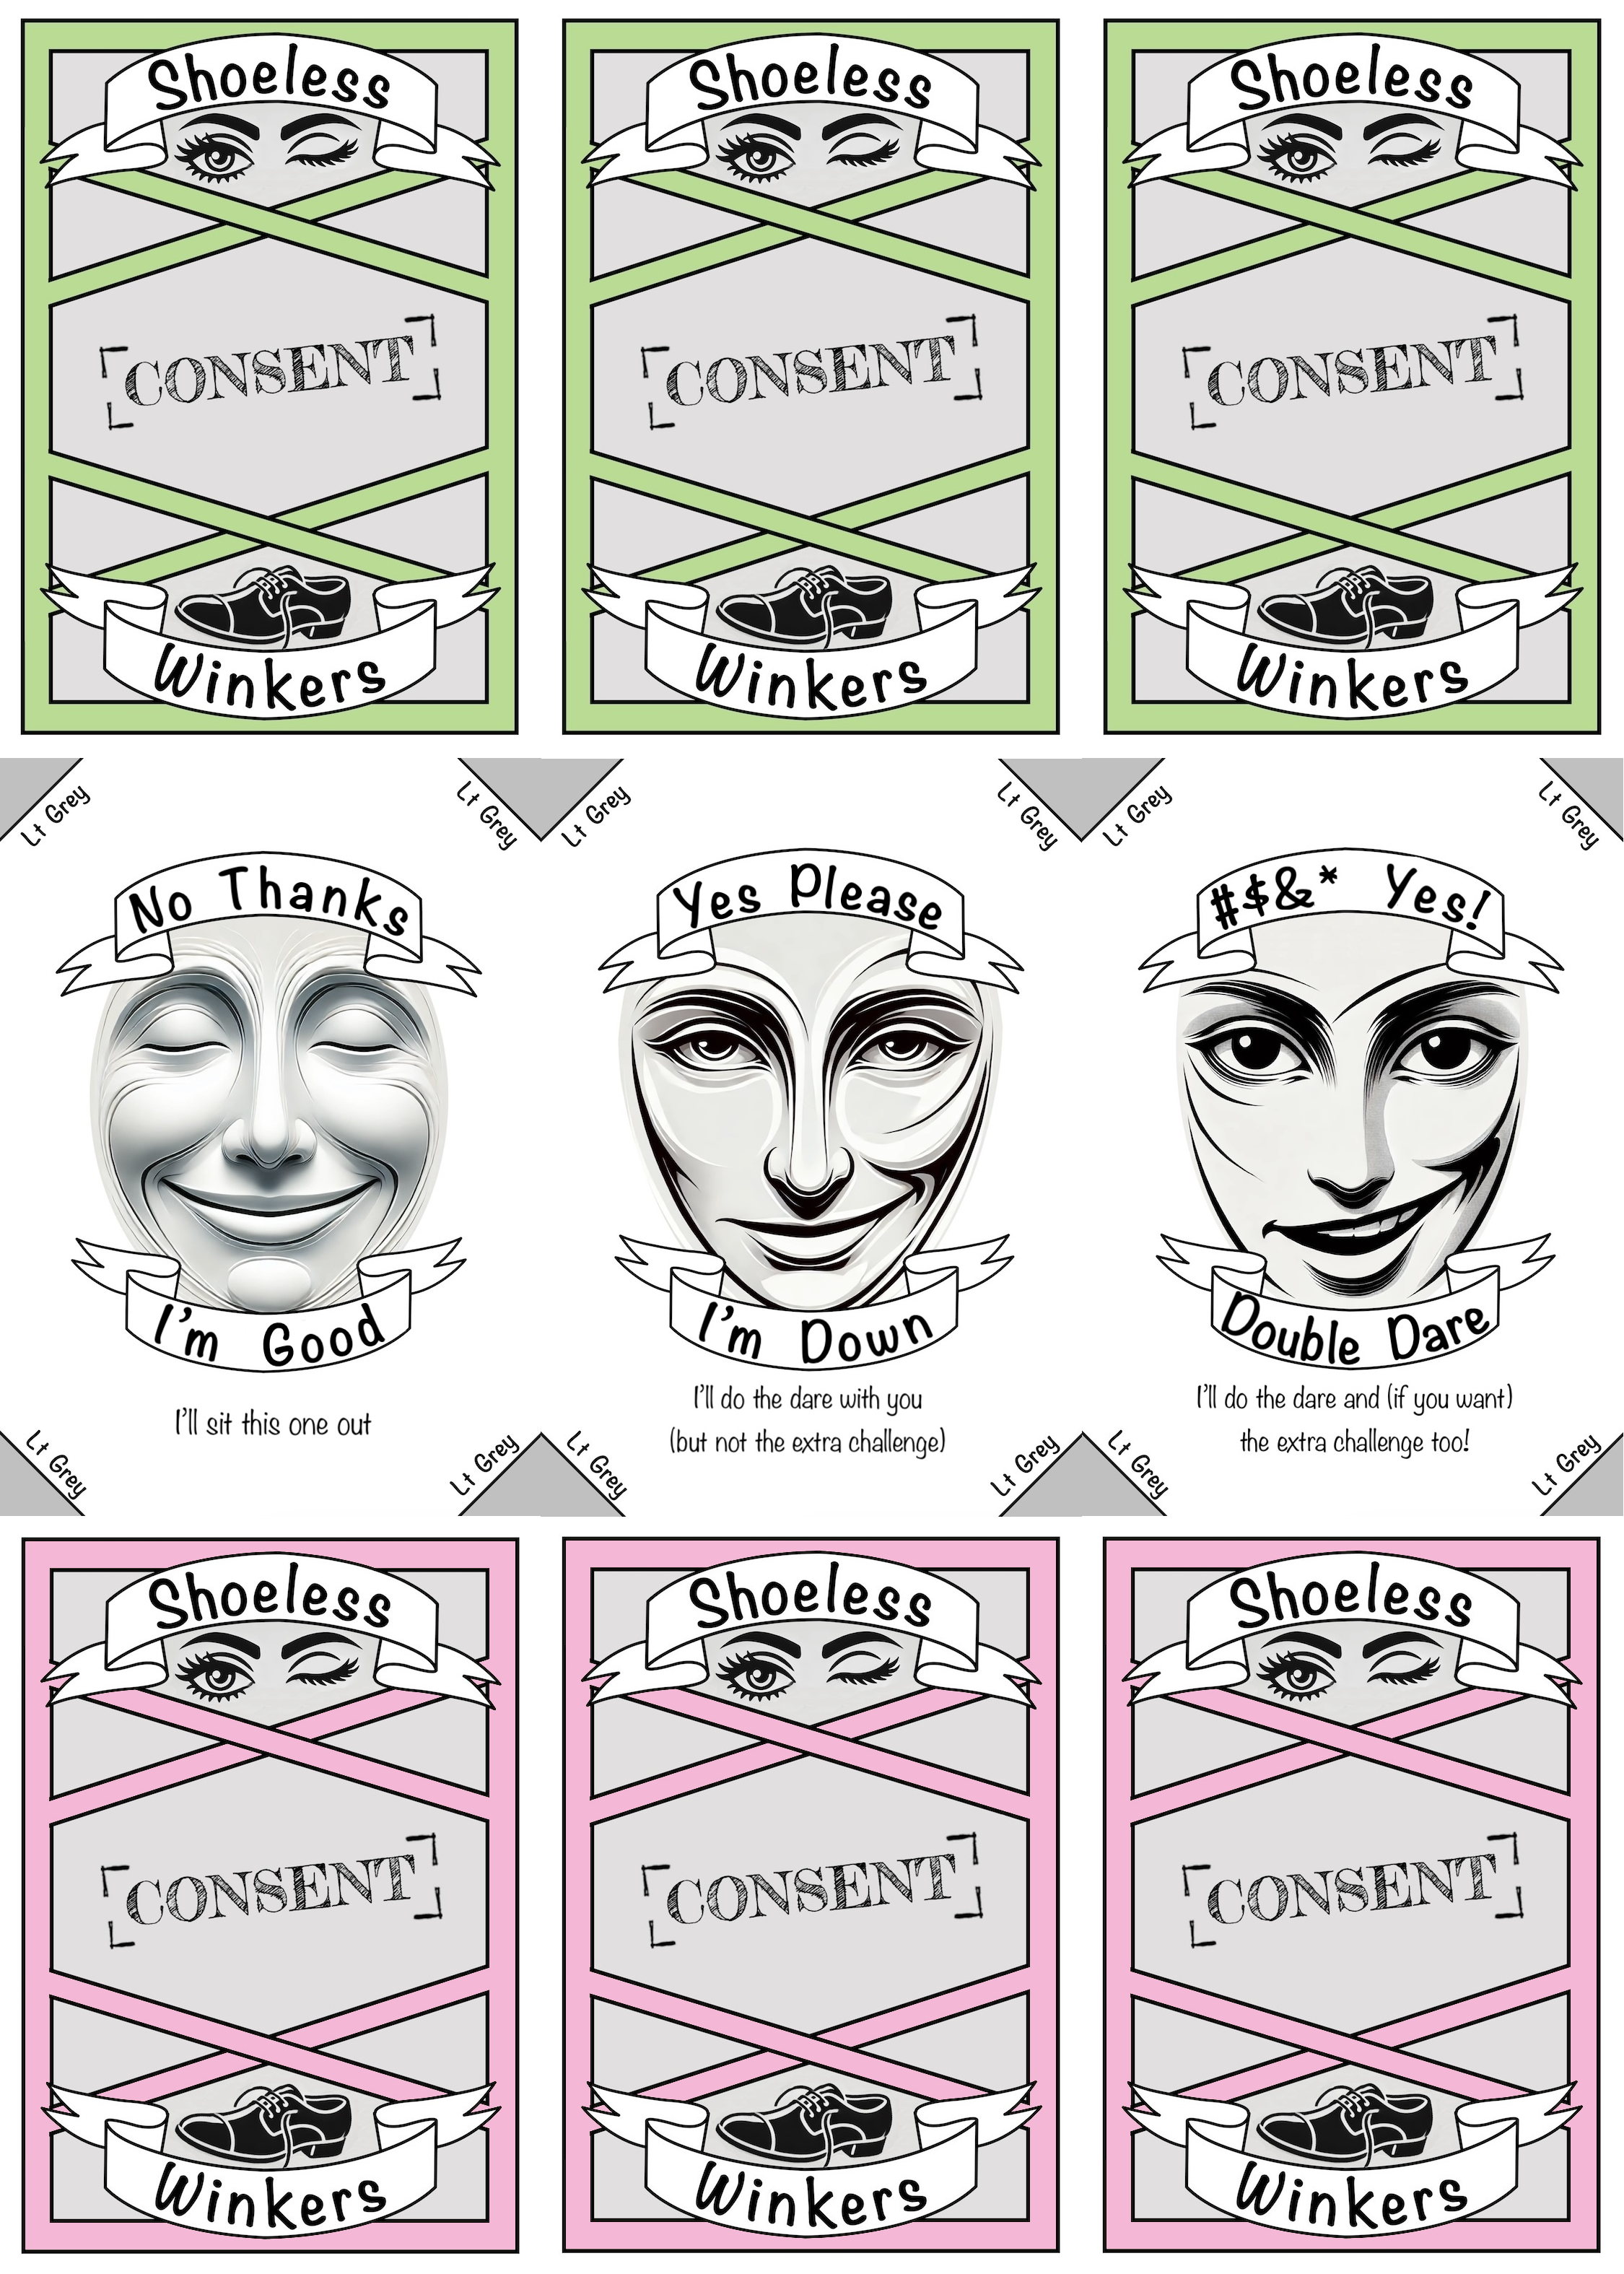 Shoeless
CONSENT
Winkers
Shoeless
CONSENT
Winkers
Shoeless
CONSENT
Winkers
Lt Grey
Lt Grey
No Thanks
I'm Good
I'll sit this one out
Lt Grey
Lt Grey
Lt Grey
Lt Grey
Yes Please
I'm Down
I'll do the dare with you
(but not the extra challenge)
Lt Grey
Lt Grey
Lt Grey
Lt Grey
#$&* Yes!
Double Dare
I'll do the dare and (if you want)
the extra challenge too!
Lt Grey
Lt Grey
Shoeless
CONSENT
Winkers
Shoeless
CONSENT
Winkers
Shoeless
CONSENT
Winkers